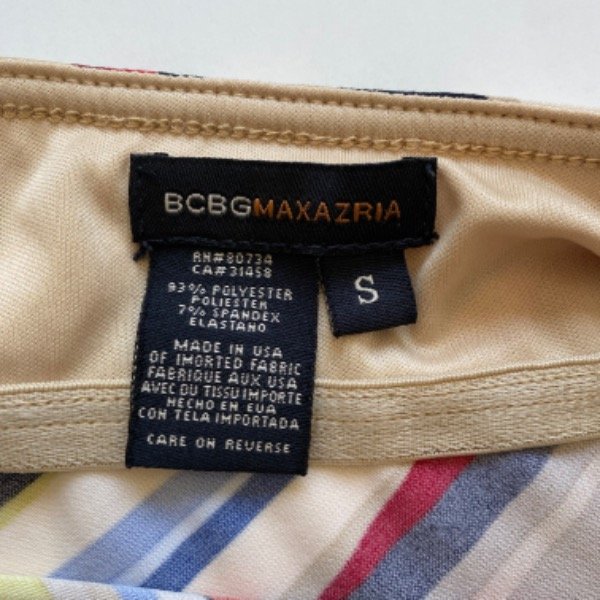 BCBGMAXAZRIA
RN#80734
CA#31458
S
93% POLYESTER
POLIESTER
7% SPANDEX
ELASTANO
MADE IN USA
OF IMPORTED FABRIC
FABRIQUE AUX USA
AVEC DU TISSU IMPORTE
HECHO EN EUA
CON TELA IMPORTADA
CARE ON REVERSE